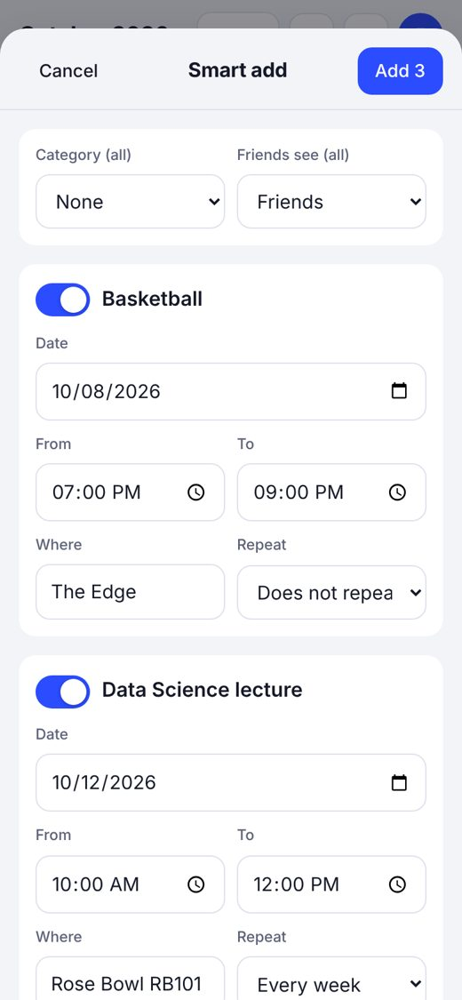 Cancel
Smart add
Add 3
Category (all)
Friends see (all)
None
Friends
Basketball
Date
10/08/2026
From
To
07:00 PM
09:00 PM
Where
Repeat
The Edge
Does not repea
Data Science lecture
Date
10/12/2026
From
To
10:00 AM
12:00 PM
Where
Repeat
Rose Bowl RB101
Every week